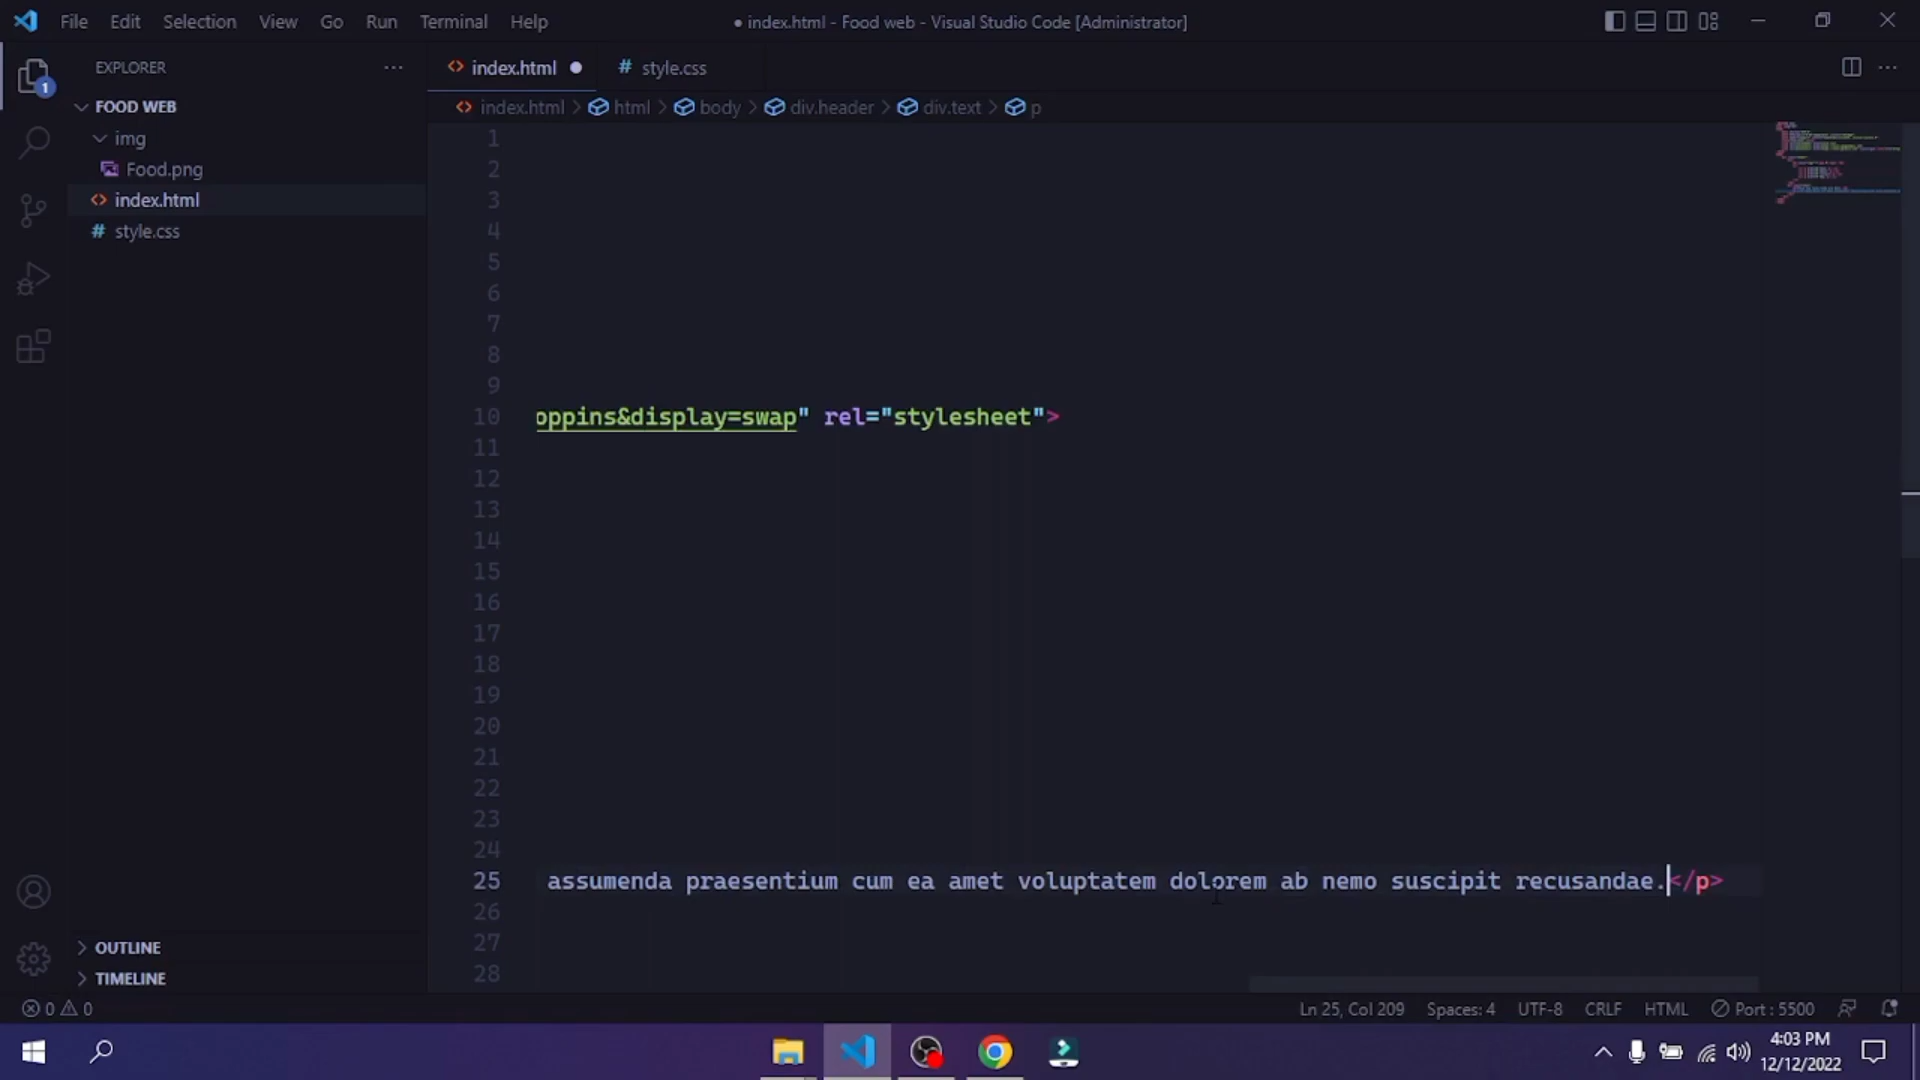 File Edit Selection View Go Run Terminal Help
● index.html - Food web - Visual Studio Code [Administrator]
EXPLORER
index.html
style.css
1
FOOD WEB
index.html > html > body > div.header > div.text > p
img
Food.png
index.html
style.css
1
2
3
4
5
6
7
8
9
10 oppins&display=swap" rel="stylesheet">
11
12
13
14
15
16
17
18
19
20
21
22
23
24
25 assumenda praesentium cum ea amet voluptatem dolorem ab nemo suscipit recusandae.</p>
26
27
28
OUTLINE
TIMELINE
0 0
Ln 25, Col 209 Spaces: 4 UTF-8 CRLF HTML Port : 5500
4:03 PM
12/12/2022